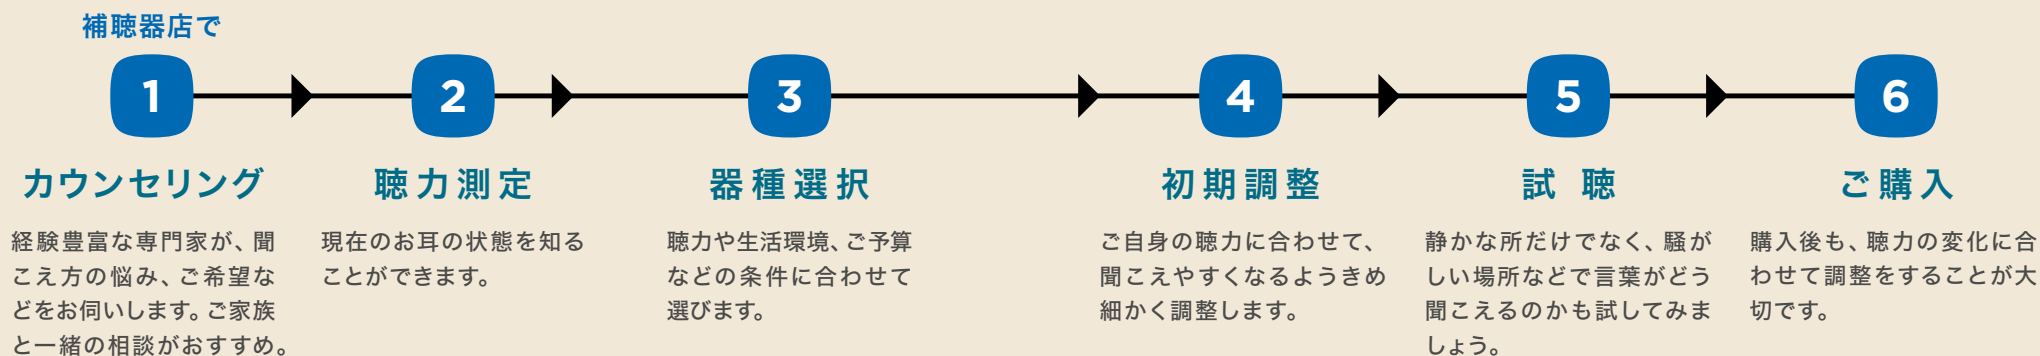 補聴器店で
1
カウンセリング
経験豊富な専門家が、聞
こえ方の悩み、ご希望な
どをお伺いします。ご家族
と一緒の相談がおすすめ。
2
聴力測定
現在のお耳の状態を知る
ことができます。
3
器種選択
聴力や生活環境、ご予算
などの条件に合わせて
選びます。
4
初期調整
ご自身の聴力に合わせて、
聞こえやすくなるようきめ
細かく調整します。
5
試聴
静かな所だけでなく、騒が
しい場所などで言葉がどう
聞こえるのかも試してみま
しょう。
6
ご購入
購入後も、聴力の変化に合
わせて調整をすることが大
切です。